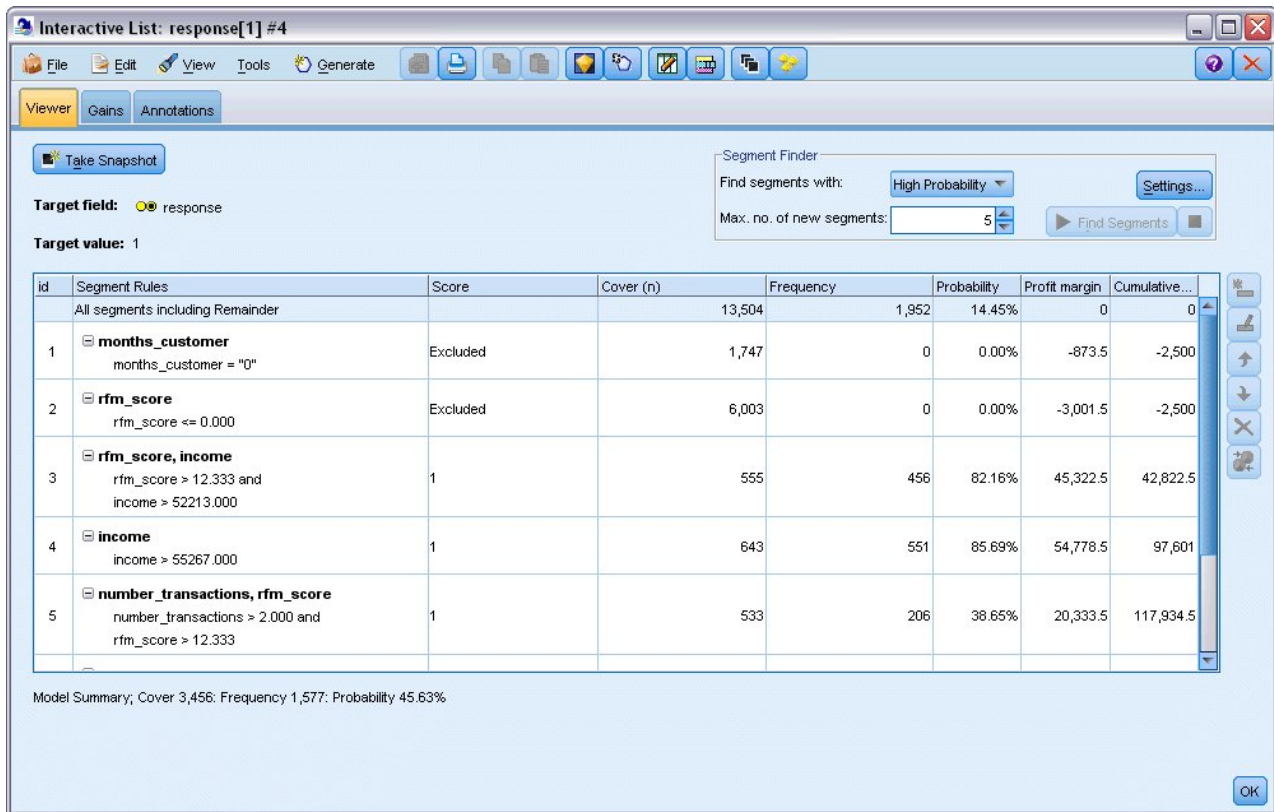 Interactive List: response[1] #4
File Edit View Tools Generate
Viewer Gains Annotations
Take Snapshot
Segment Finder
Find segments with: High Probability Settings...
Target field: response
Max. no. of new segments: 5 Find Segments
Target value: 1
id Segment Rules Score Cover (n) Frequency Probability Profit margin Cumulative...
All segments including Remainder 13,504 1,952 14.45% 0 0
months_customer
1 Excluded 1,747 0 0.00% -873.5 -2,500
months_customer = "0"
rfm_score
2 Excluded 6,003 0 0.00% -3,001.5 -2,500
rfm_score <= 0.000
rfm_score, income
3 rfm_score > 12.333 and 1 555 456 82.16% 45,322.5 42,822.5
income > 52213.000
income
4 1 643 551 85.69% 54,778.5 97,601
income > 55267.000
number_transactions, rfm_score
5 number_transactions > 2.000 and 1 533 206 38.65% 20,333.5 117,934.5
rfm_score > 12.333
Model Summary; Cover 3,456: Frequency 1,577: Probability 45.63%
OK